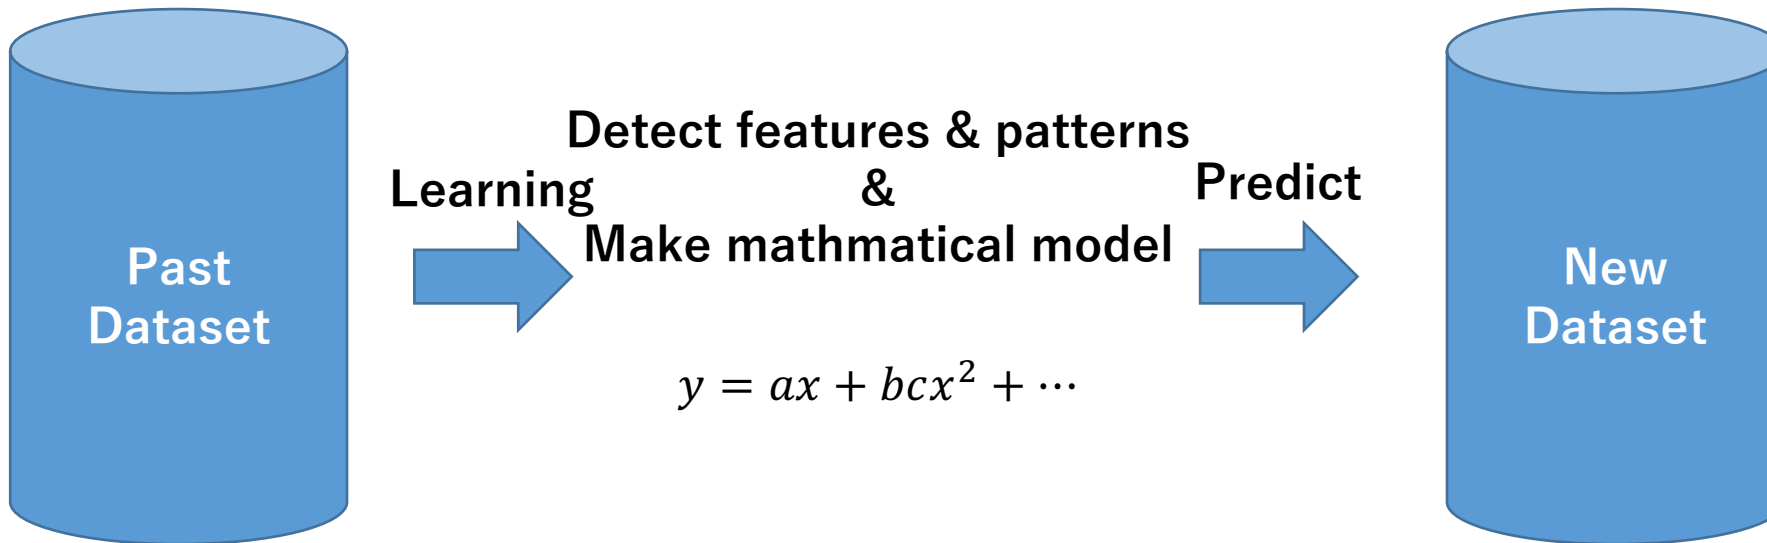 Past
Dataset
Learning
Detect features & patterns
&
Make mathmatical model
y = ax + bcx² + ⋯
Predict
New
Dataset